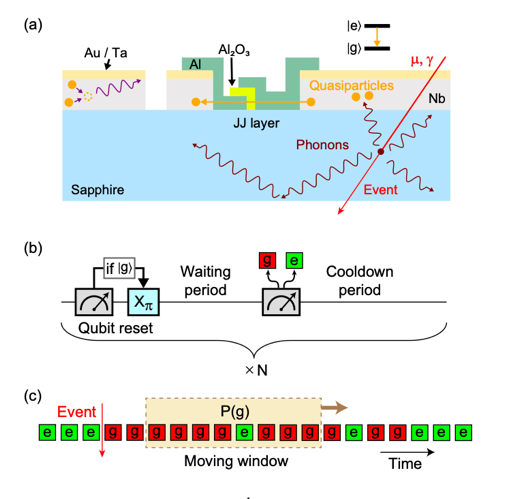 (a)
|e⟩
|g⟩
Au / Ta
Al₂O₃
Al
μ, γ
Quasiparticles
Nb
JJ layer
Phonons
Sapphire
Event
(b)
if |g⟩
Waiting
period
g e
Cooldown
period
Xπ
Qubit reset
× N
(c)
Event
P(g)
e e e g g g g g g e g g g g e g g e e e
Moving window
Time